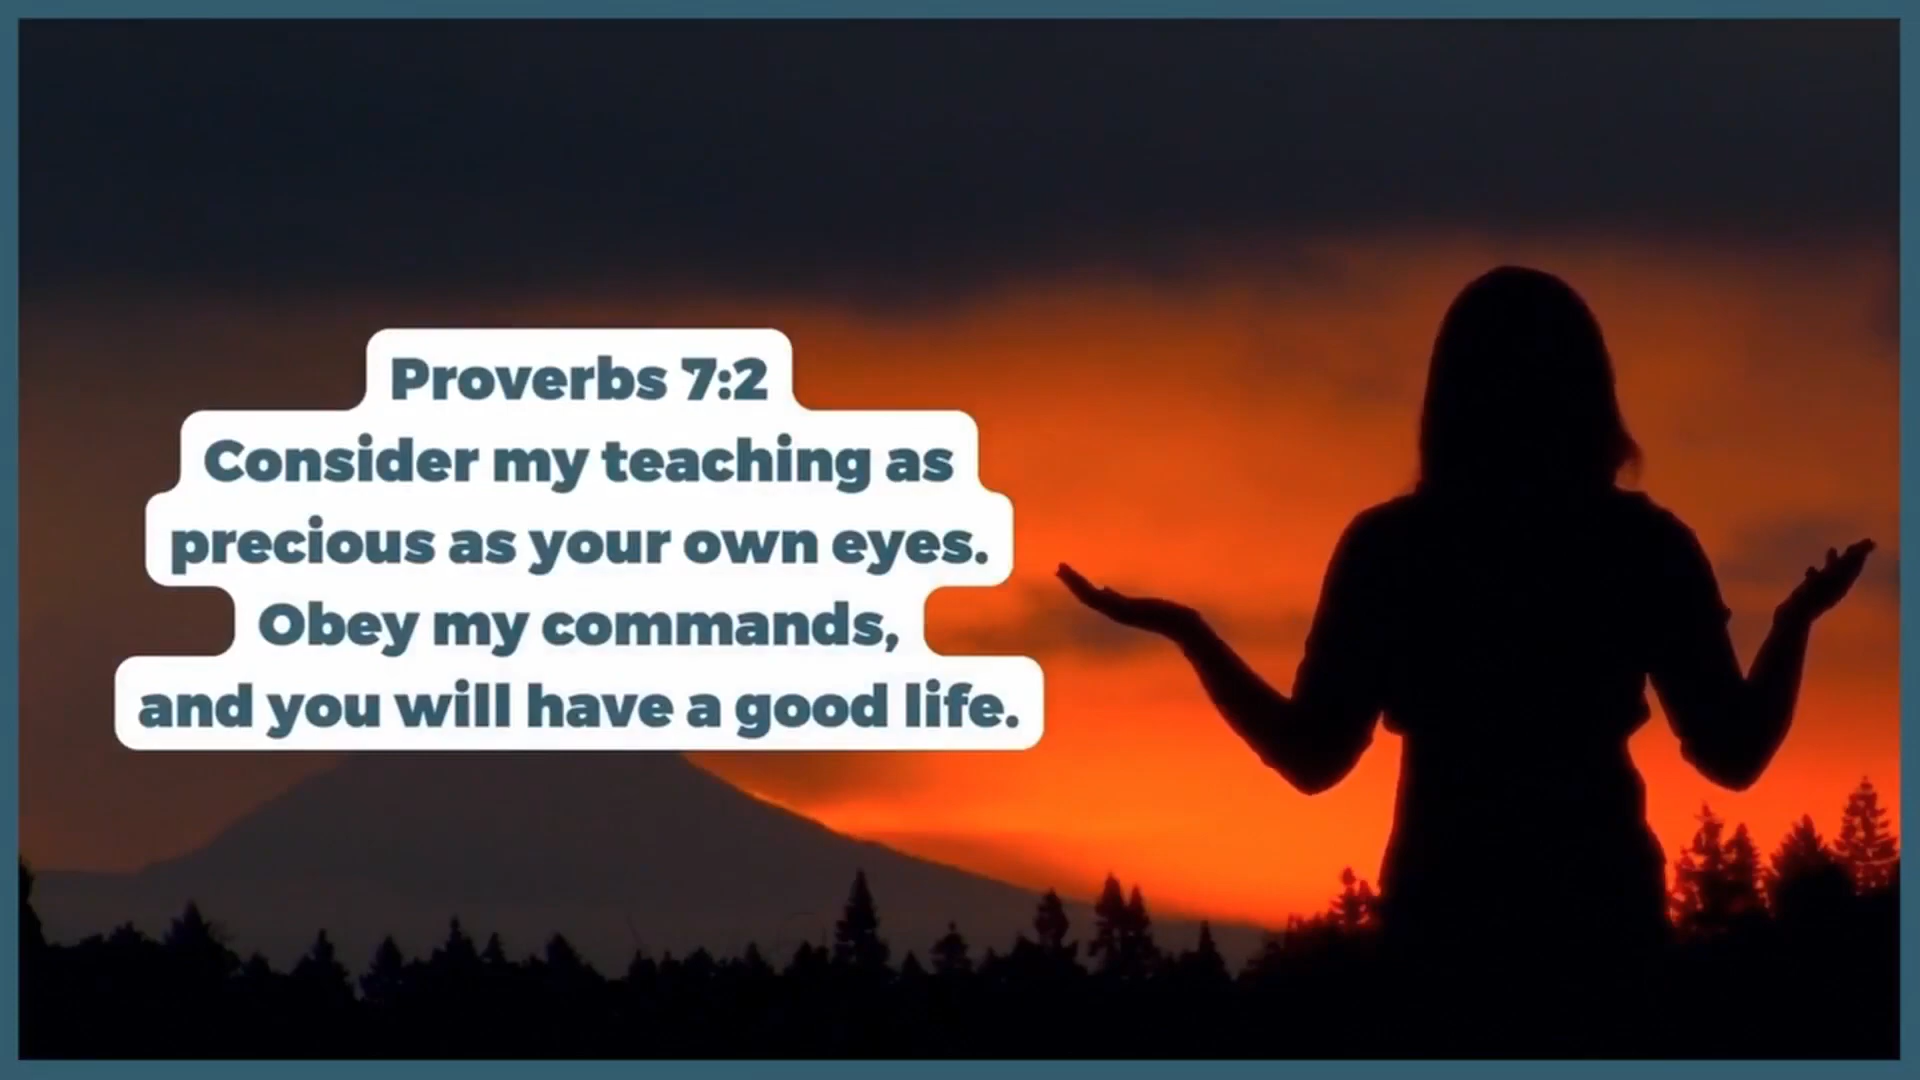 Proverbs 7:2
Consider my teaching as
precious as your own eyes.
Obey my commands,
and you will have a good life.